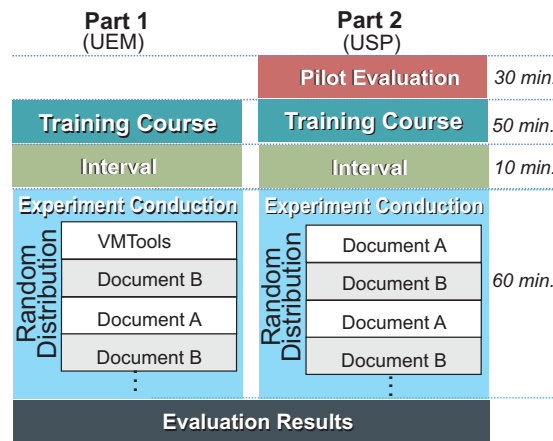 Part 1
(UEM)
Part 2
(USP)
Pilot Evaluation
30 min.
Training Course
Training Course
50 min.
Interval
Interval
10 min.
Experiment Conduction
Random
Distribution
VMTools
Document B
Document A
Document B
Experiment Conduction
Random
Distribution
Document A
Document B
Document A
Document B
60 min.
Evaluation Results